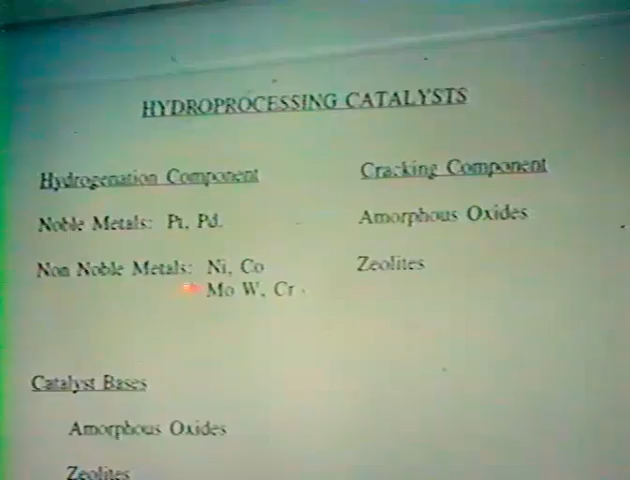 HYDROPROCESSING CATALYSTS
Hydrogenation Component
Noble Metals: Pt, Pd.
Non Noble Metals: Ni, Co
Mo W, Cr.
Cracking Component
Amorphous Oxides
Zeolites
Catalyst Bases
Amorphous Oxides
Zeolites